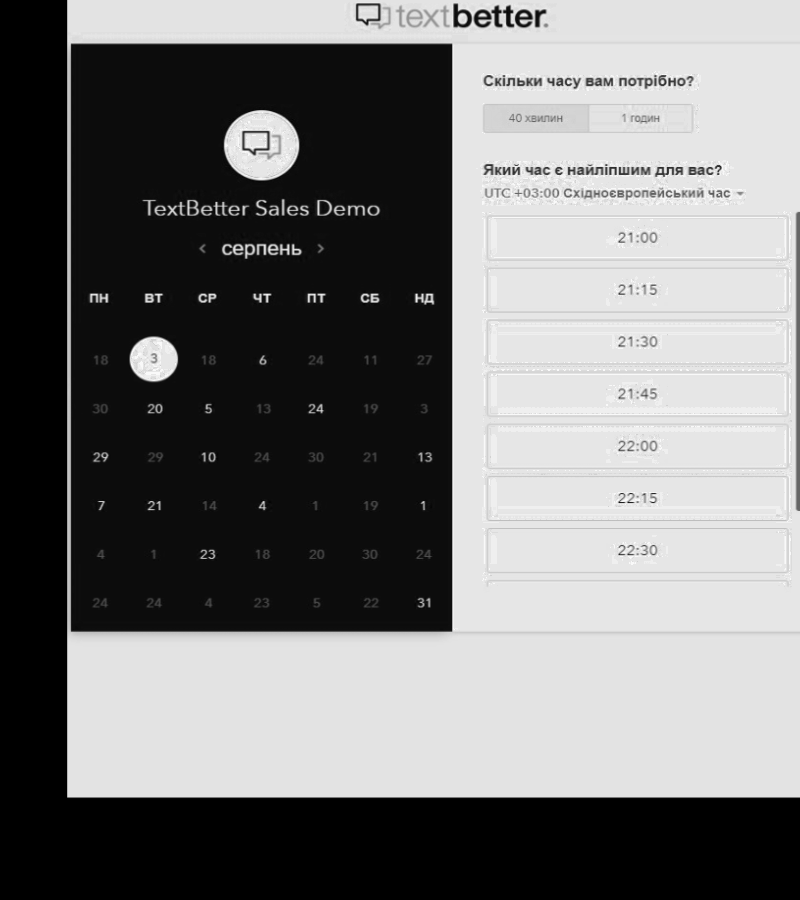 textbetter.
TextBetter Sales Demo
‹ серпень ›
ПН ВТ СР ЧТ ПТ СБ НД
18 3 18 6 24 11 27
30 20 5 13 24 19 3
29 29 10 24 30 21 13
7 21 14 4 1 19 1
4 1 23 18 20 30 24
24 24 4 23 5 22 31
Скільки часу вам потрібно?
40 хвилин 1 годин
Який час є найліпшим для вас?
UTC +03:00 Східноєвропейський час
21:00
21:15
21:30
21:45
22:00
22:15
22:30